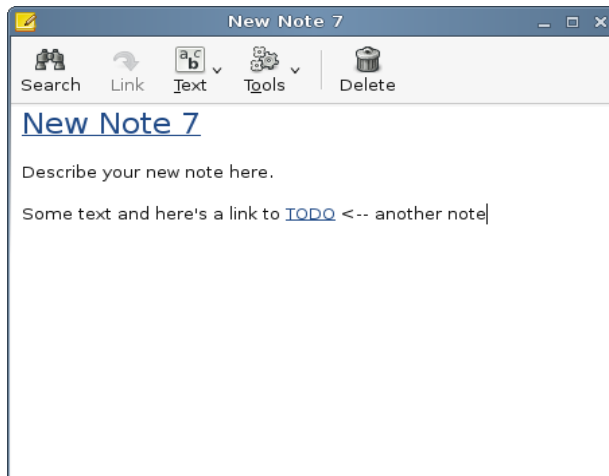 New Note 7
Search Link Text Tools Delete
New Note 7
Describe your new note here.
Some text and here's a link to TODO <-- another note